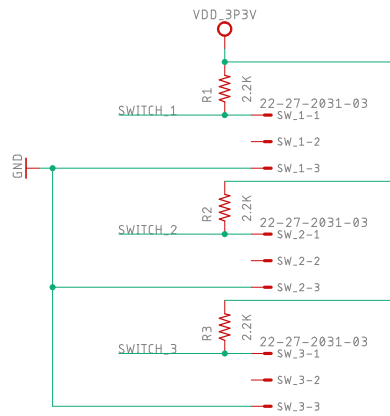 VDD_3P3V
R1
2.2K
22-27-2031-03
SWITCH_1
SW_1-1
SW_1-2
GND
SW_1-3
R2
2.2K
22-27-2031-03
SWITCH_2
SW_2-1
SW_2-2
SW_2-3
R3
2.2K
22-27-2031-03
SWITCH_3
SW_3-1
SW_3-2
SW_3-3